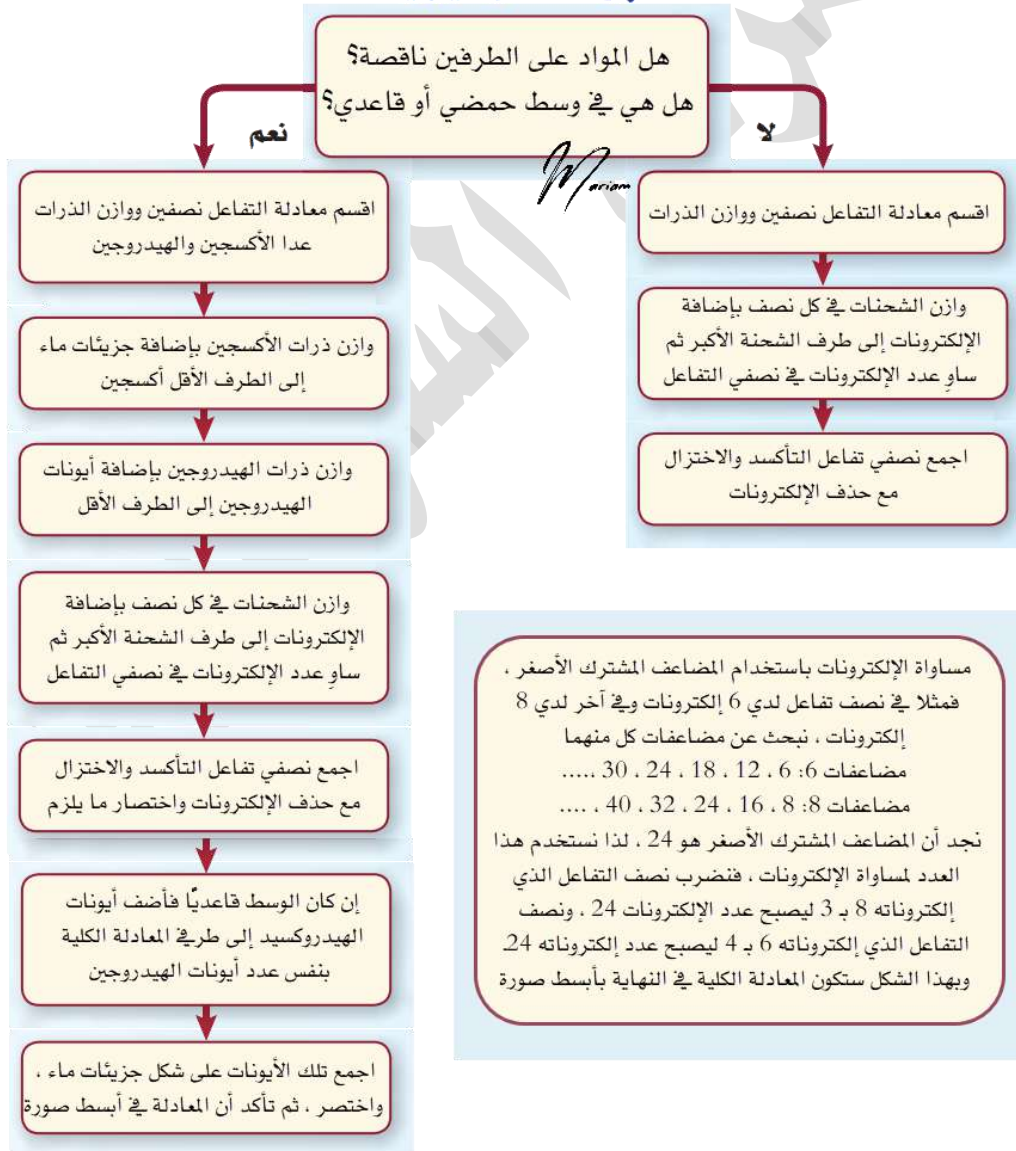 هل المواد على الطرفين ناقصة؟
هل هي في وسط حمضي أو قاعدي؟
لا
نعم
Mariam
اقسم معادلة التفاعل نصفين ووازن الذرات
وازن الشحنات في كل نصف بإضافة
الإلكترونات إلى طرف الشحنة الأكبر ثم
ساوِ عدد الإلكترونات في نصفي التفاعل
اجمع نصفي تفاعل التأكسد والاختزال
مع حذف الإلكترونات
اقسم معادلة التفاعل نصفين ووازن الذرات
عدا الأكسجين والهيدروجين
وازن ذرات الأكسجين بإضافة جزيئات ماء
إلى الطرف الأقل أكسجين
وازن ذرات الهيدروجين بإضافة أيونات
الهيدروجين إلى الطرف الأقل
وازن الشحنات في كل نصف بإضافة
الإلكترونات إلى طرف الشحنة الأكبر ثم
ساوِ عدد الإلكترونات في نصفي التفاعل
اجمع نصفي تفاعل التأكسد والاختزال
مع حذف الإلكترونات واختصار ما يلزم
إن كان الوسط قاعديًّا فأضف أيونات
الهيدروكسيد إلى طرفي المعادلة الكلية
بنفس عدد أيونات الهيدروجين
اجمع تلك الأيونات على شكل جزيئات ماء ،
واختصر ، ثم تأكد أن المعادلة في أبسط صورة
مساواة الإلكترونات باستخدام المضاعف المشترك الأصغر ،
فمثلا في نصف تفاعل لدي 6 إلكترونات وفي آخر لدي 8
إلكترونات ، نبحث عن مضاعفات كل منهما
مضاعفات 6: 6 ، 12 ، 18 ، 24 ، 30 .....
مضاعفات 8: 8 ، 16 ، 24 ، 32 ، 40 ، ....
نجد أن المضاعف المشترك الأصغر هو 24 ، لذا نستخدم هذا
العدد لمساواة الإلكترونات ، فنضرب نصف التفاعل الذي
إلكتروناته 8 بـ 3 ليصبح عدد الإلكترونات 24 ، ونصف
التفاعل الذي إلكتروناته 6 بـ 4 ليصبح عدد إلكتروناته 24.
وبهذا الشكل ستكون المعادلة الكلية في النهاية بأبسط صورة